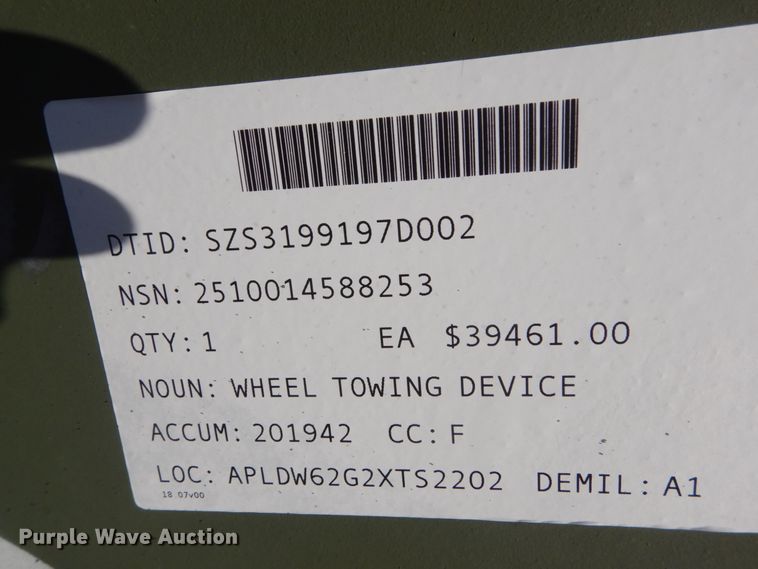 DTID: SZS3199197D002
NSN: 2510014588253
QTY: 1 EA $39461.00
NOUN: WHEEL TOWING DEVICE
ACCUM: 201942 CC: F
LOC: APLDW62G2XTS2202 DEMIL: A1
18.07v00
Purple Wave Auction